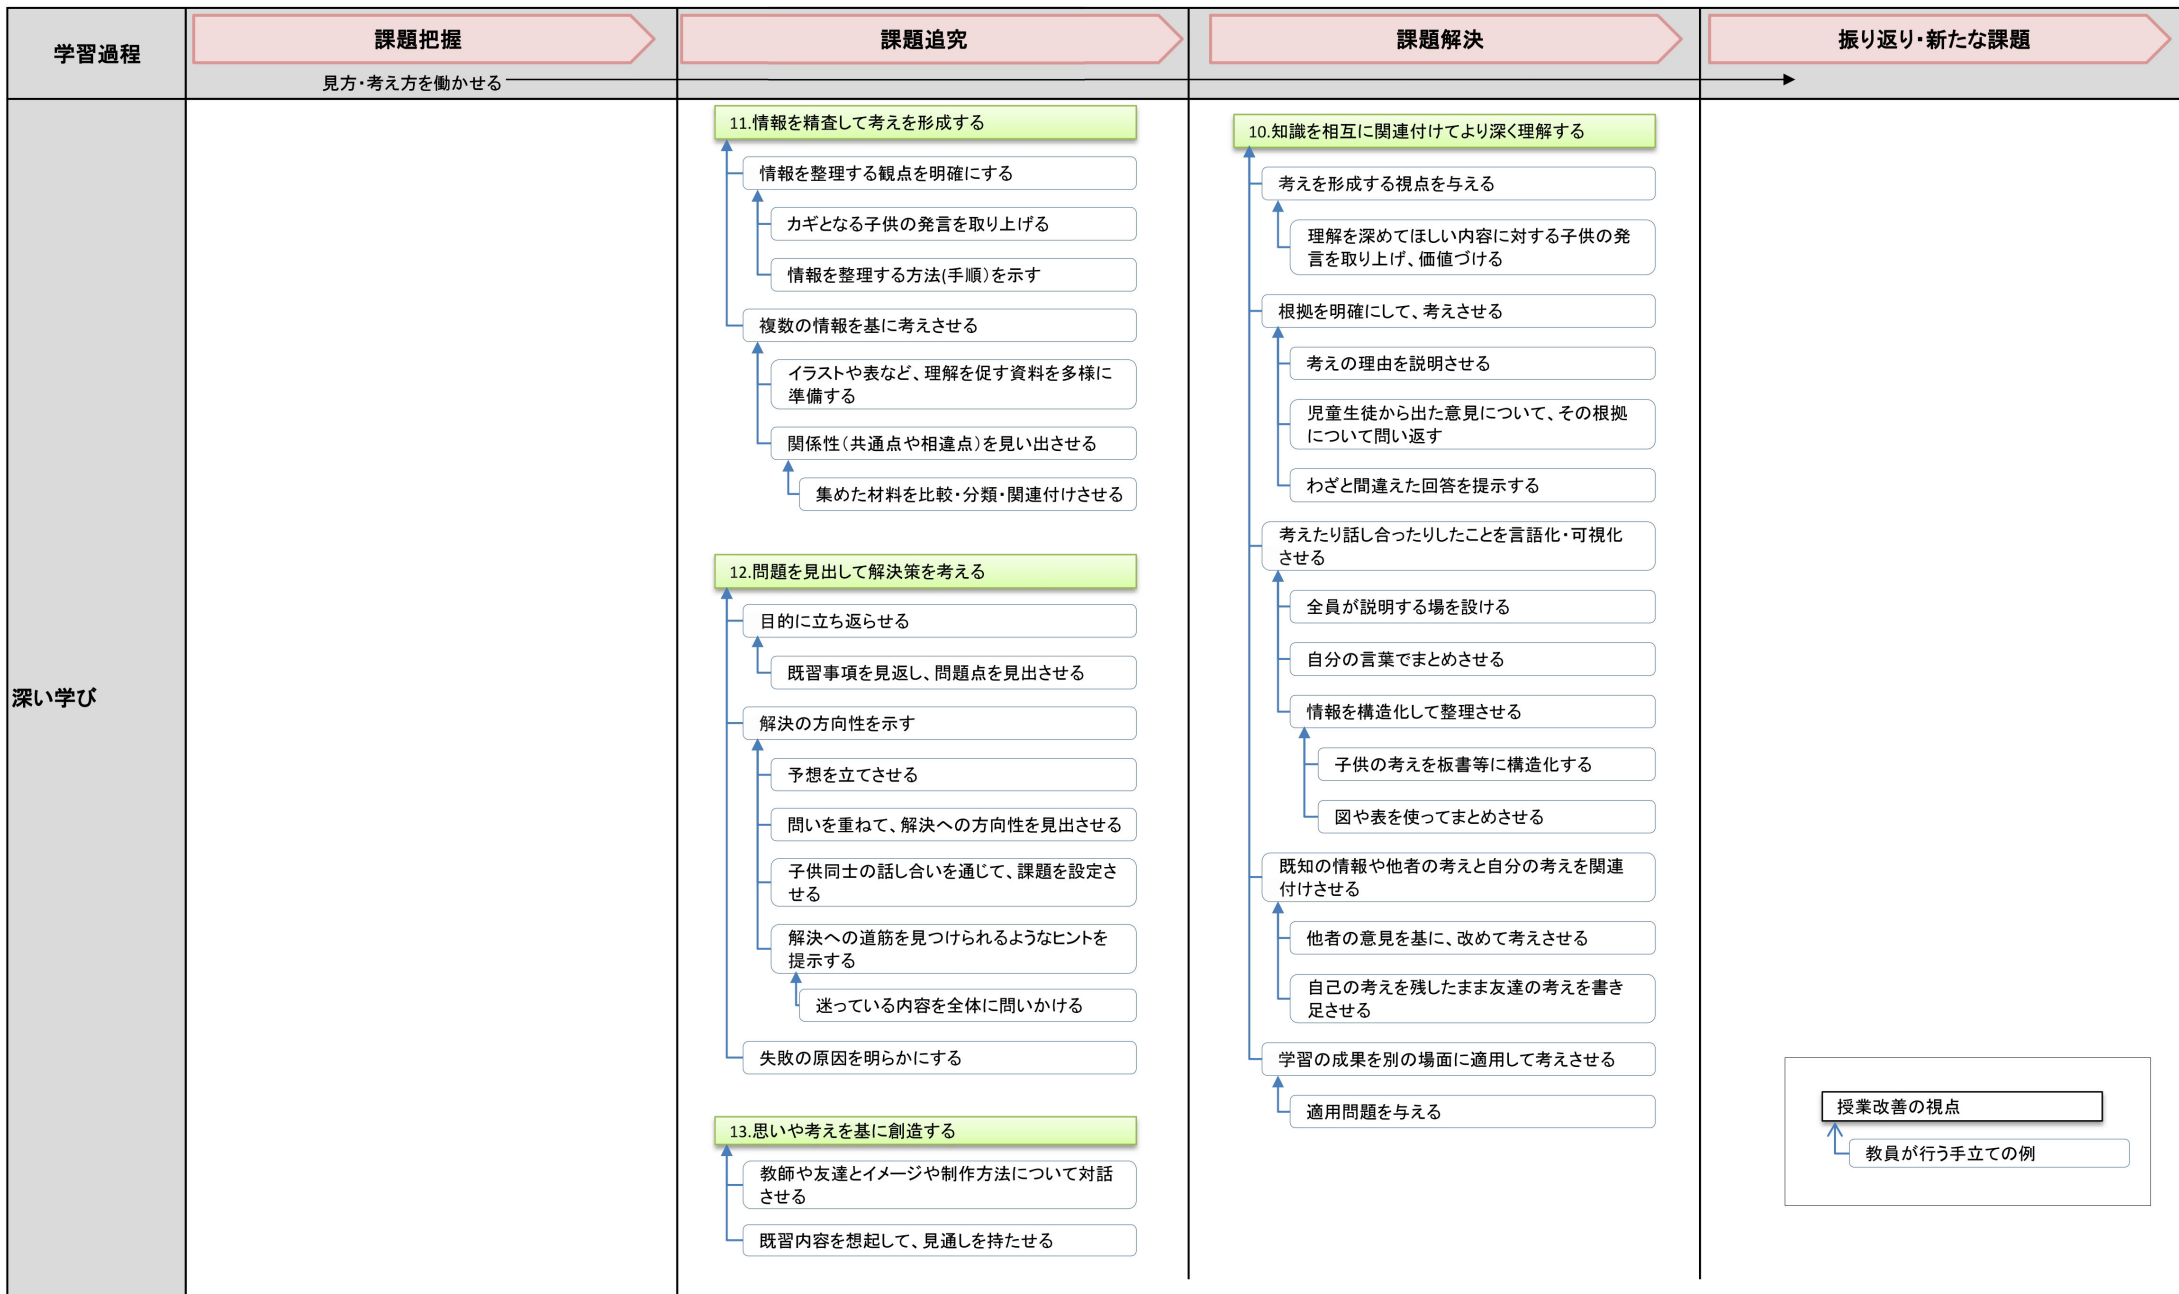 学習過程
課題把握
課題追究
課題解決
振り返り・新たな課題
見方・考え方を働かせる
深い学び
11.情報を精査して考えを形成する
情報を整理する観点を明確にする
カギとなる子供の発言を取り上げる
情報を整理する方法(手順)を示す
複数の情報を基に考えさせる
イラストや表など、理解を促す資料を多様に
準備する
関係性(共通点や相違点)を見い出させる
集めた材料を比較・分類・関連付けさせる
12.問題を見出して解決策を考える
目的に立ち返らせる
既習事項を見返し、問題点を見出させる
解決の方向性を示す
予想を立てさせる
問いを重ねて、解決への方向性を見出させる
子供同士の話し合いを通じて、課題を設定さ
せる
解決への道筋を見つけられるようなヒントを
提示する
迷っている内容を全体に問いかける
失敗の原因を明らかにする
13.思いや考えを基に創造する
教師や友達とイメージや制作方法について対話
させる
既習内容を想起して、見通しを持たせる
10.知識を相互に関連付けてより深く理解する
考えを形成する視点を与える
理解を深めてほしい内容に対する子供の発
言を取り上げ、価値づける
根拠を明確にして、考えさせる
考えの理由を説明させる
児童生徒から出た意見について、その根拠
について問い返す
わざと間違えた回答を提示する
考えたり話し合ったりしたことを言語化・可視化
させる
全員が説明する場を設ける
自分の言葉でまとめさせる
情報を構造化して整理させる
子供の考えを板書等に構造化する
図や表を使ってまとめさせる
既知の情報や他者の考えと自分の考えを関連
付けさせる
他者の意見を基に、改めて考えさせる
自己の考えを残したまま友達の考えを書き
足させる
学習の成果を別の場面に適用して考えさせる
適用問題を与える
授業改善の視点
教員が行う手立ての例